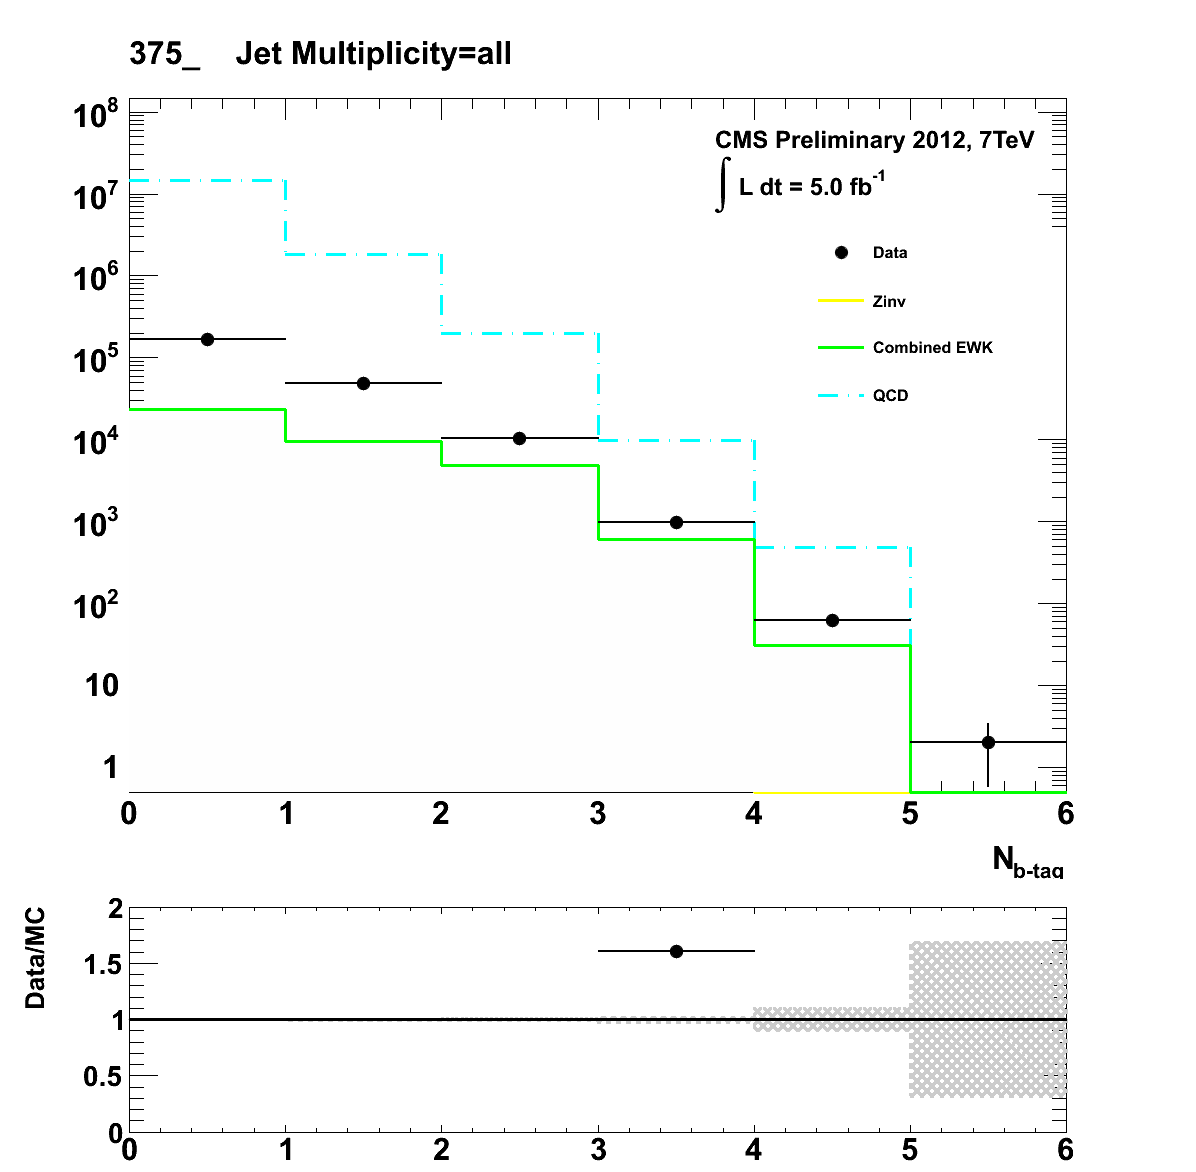 375_ Jet Multiplicity=all
10^8
CMS Preliminary 2012, 7TeV
∫ L dt = 5.0 fb^-1
10^7
Data
10^6
Zinv
Combined EWK
10^5
QCD
10^4
10^3
10^2
10
1
0 1 2 3 4 5 6
N_b-tag
Data/MC
2
1.5
1
0.5
0
0 1 2 3 4 5 6